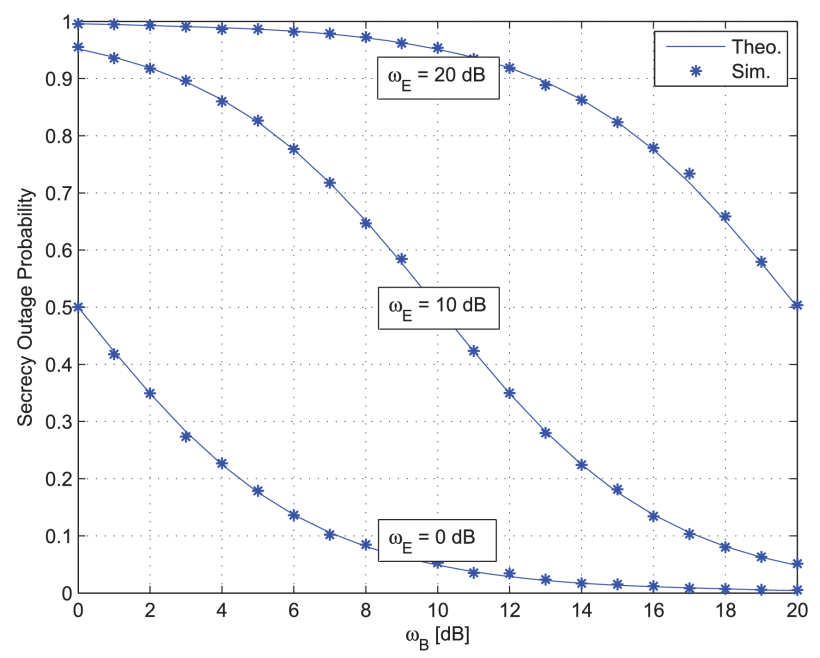 1
0.9
0.8
0.7
0.6
0.5
0.4
0.3
0.2
0.1
0
Secrecy Outage Probability
Theo.
Sim.
ω_E = 20 dB
ω_E = 10 dB
ω_E = 0 dB
0 2 4 6 8 10 12 14 16 18 20
ω_B [dB]